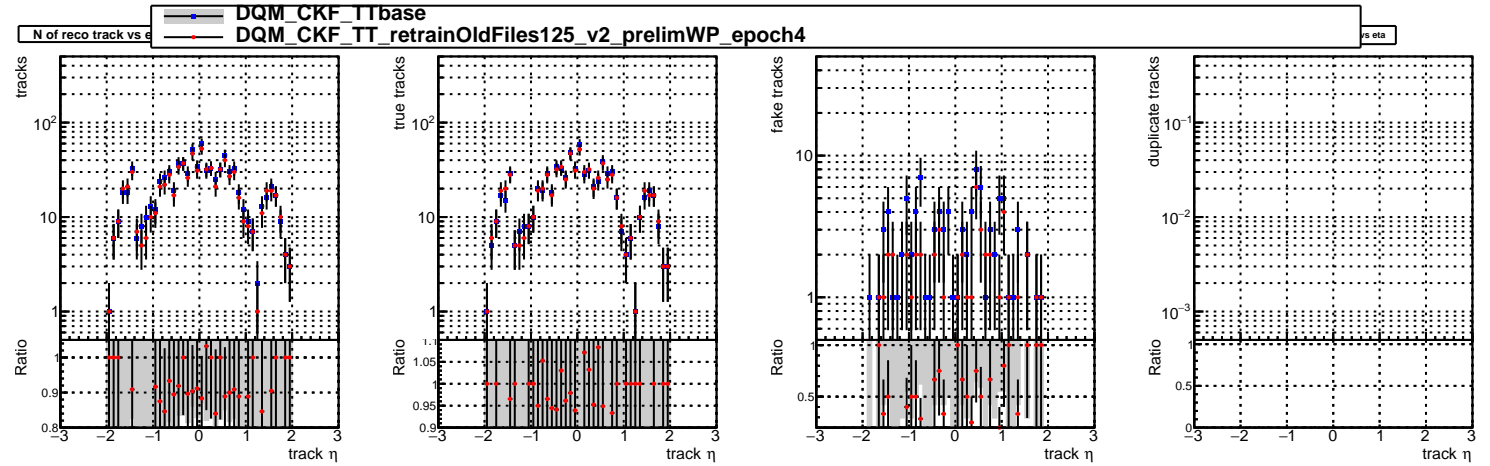 DQM_CKF_TTbase
DQM_CKF_TT_retrainOldFiles125_v2_prelimWP_epoch4
N of reco track vs e
vs eta
tracks
10²
10
1
Ratio
1
0.9
0.8
−3 −2 −1 0 1 2 3
track η
true tracks
10²
10
1
Ratio
1.1
1.05
1
0.95
0.9
−3 −2 −1 0 1 2 3
track η
fake tracks
10
1
Ratio
1
0.5
−3 −2 −1 0 1 2 3
track η
duplicate tracks
10⁻¹
10⁻²
10⁻³
Ratio
1
0.5
0
−3 −2 −1 0 1 2 3
track η